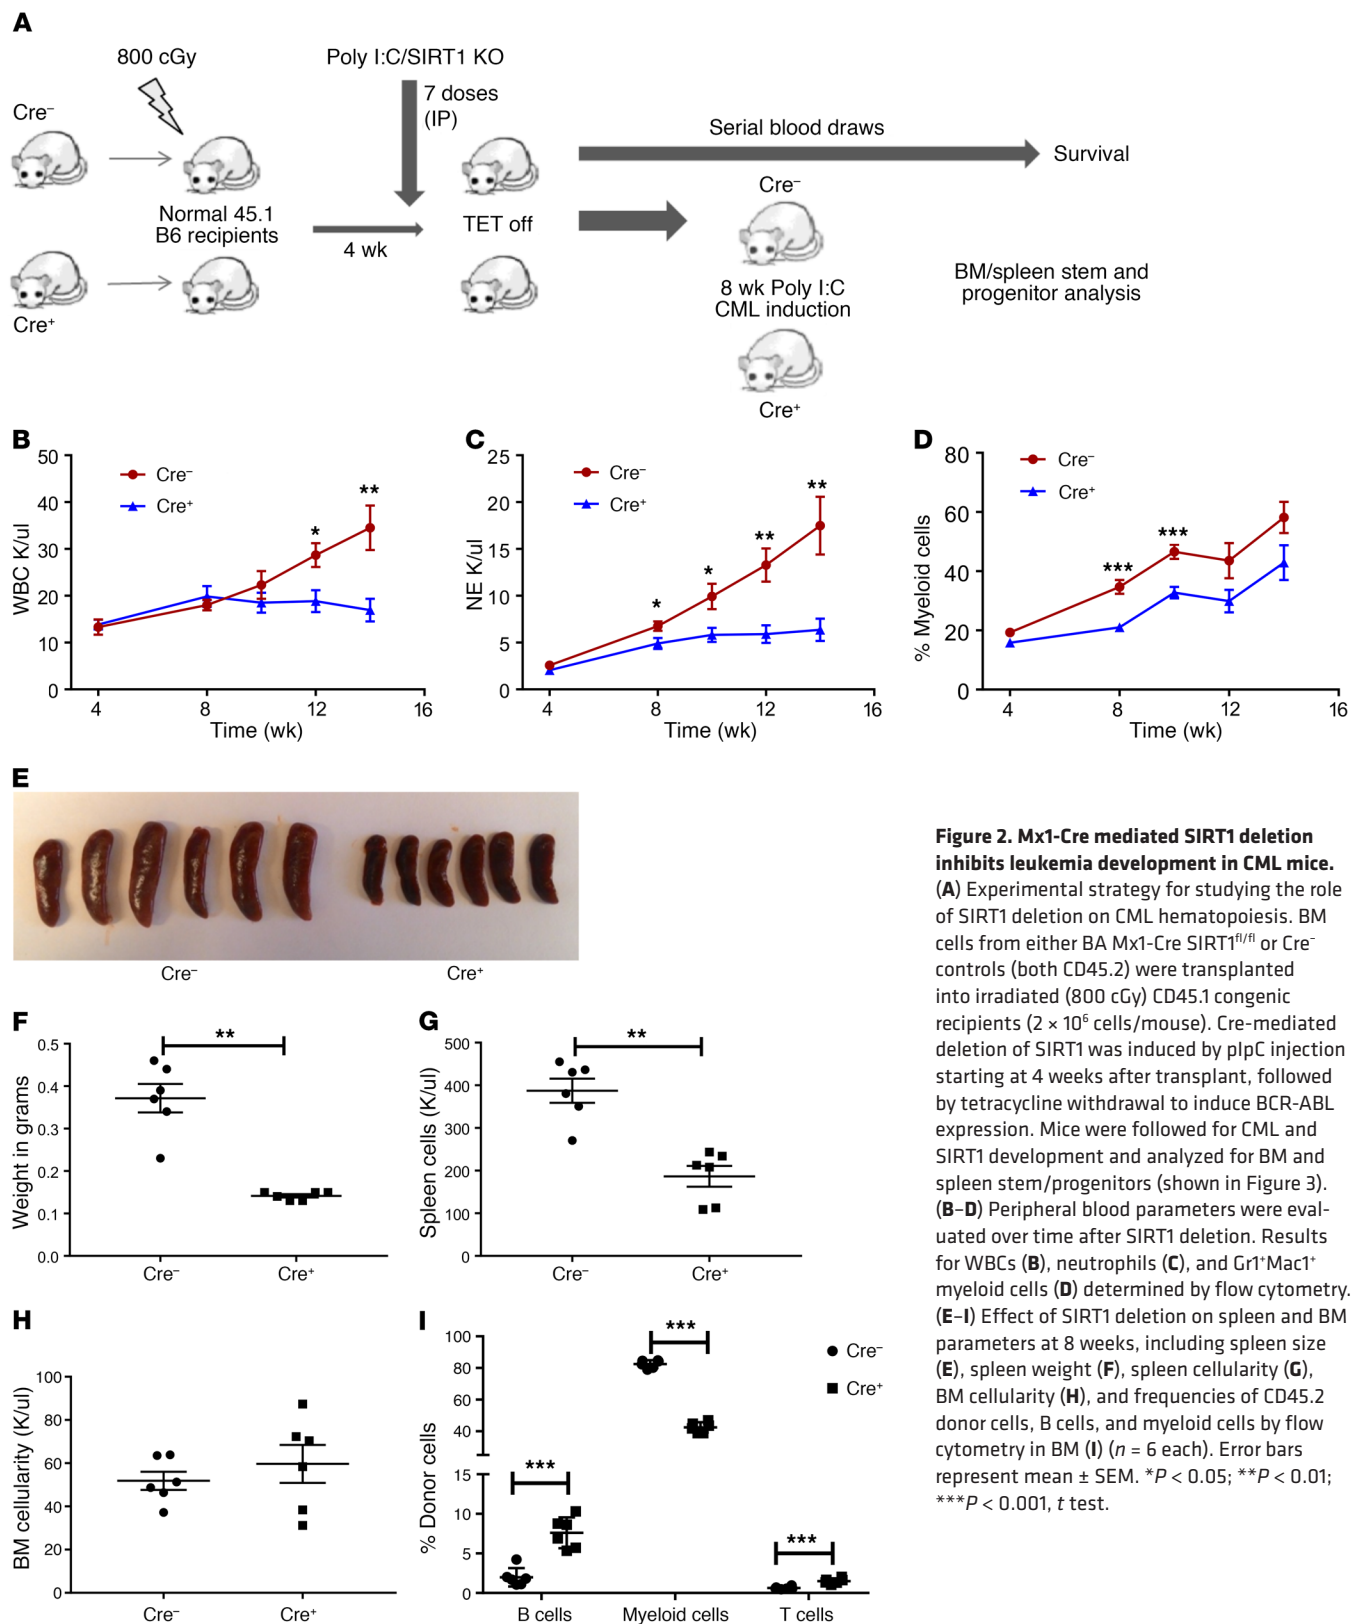 A
800 cGy
Poly I:C/SIRT1 KO
Cre⁻
7 doses
(IP)
Serial blood draws
Survival
Cre⁻
Normal 45.1
B6 recipients
4 wk
TET off
8 wk Poly I:C
CML induction
BM/spleen stem and
progenitor analysis
Cre⁺
Cre⁺
B
WBC K/ul
50
40
30
20
10
0
Cre⁻
Cre⁺
*
**
4
8
12
16
Time (wk)
C
NE K/ul
25
20
15
10
5
0
Cre⁻
Cre⁺
*
*
**
**
4
8
12
16
Time (wk)
D
% Myeloid cells
80
60
40
20
0
Cre⁻
Cre⁺
***
***
4
8
12
16
Time (wk)
E
Cre⁻
Cre⁺
F
Weight in grams
0.5
0.4
0.3
0.2
0.1
0.0
**
Cre⁻
Cre⁺
G
Spleen cells (K/ul)
500
400
300
200
100
0
**
Cre⁻
Cre⁺
H
BM cellularity (K/ul)
100
80
60
40
20
0
Cre⁻
Cre⁺
I
% Donor cells
100
80
60
40
15
10
5
0
***
***
***
Cre⁻
Cre⁺
B cells
Myeloid cells
T cells
Figure 2. Mx1-Cre mediated SIRT1 deletion
inhibits leukemia development in CML mice.
(A) Experimental strategy for studying the role
of SIRT1 deletion on CML hematopoiesis. BM
cells from either BA Mx1-Cre SIRT1ᶠˡ/ᶠˡ or Cre⁻
controls (both CD45.2) were transplanted
into irradiated (800 cGy) CD45.1 congenic
recipients (2 × 10⁶ cells/mouse). Cre-mediated
deletion of SIRT1 was induced by pIpC injection
starting at 4 weeks after transplant, followed
by tetracycline withdrawal to induce BCR-ABL
expression. Mice were followed for CML and
SIRT1 development and analyzed for BM and
spleen stem/progenitors (shown in Figure 3).
(B–D) Peripheral blood parameters were eval-
uated over time after SIRT1 deletion. Results
for WBCs (B), neutrophils (C), and Gr1⁺Mac1⁺
myeloid cells (D) determined by flow cytometry.
(E–I) Effect of SIRT1 deletion on spleen and BM
parameters at 8 weeks, including spleen size
(E), spleen weight (F), spleen cellularity (G),
BM cellularity (H), and frequencies of CD45.2
donor cells, B cells, and myeloid cells by flow
cytometry in BM (I) (n = 6 each). Error bars
represent mean ± SEM. *P < 0.05; **P < 0.01;
***P < 0.001, t test.